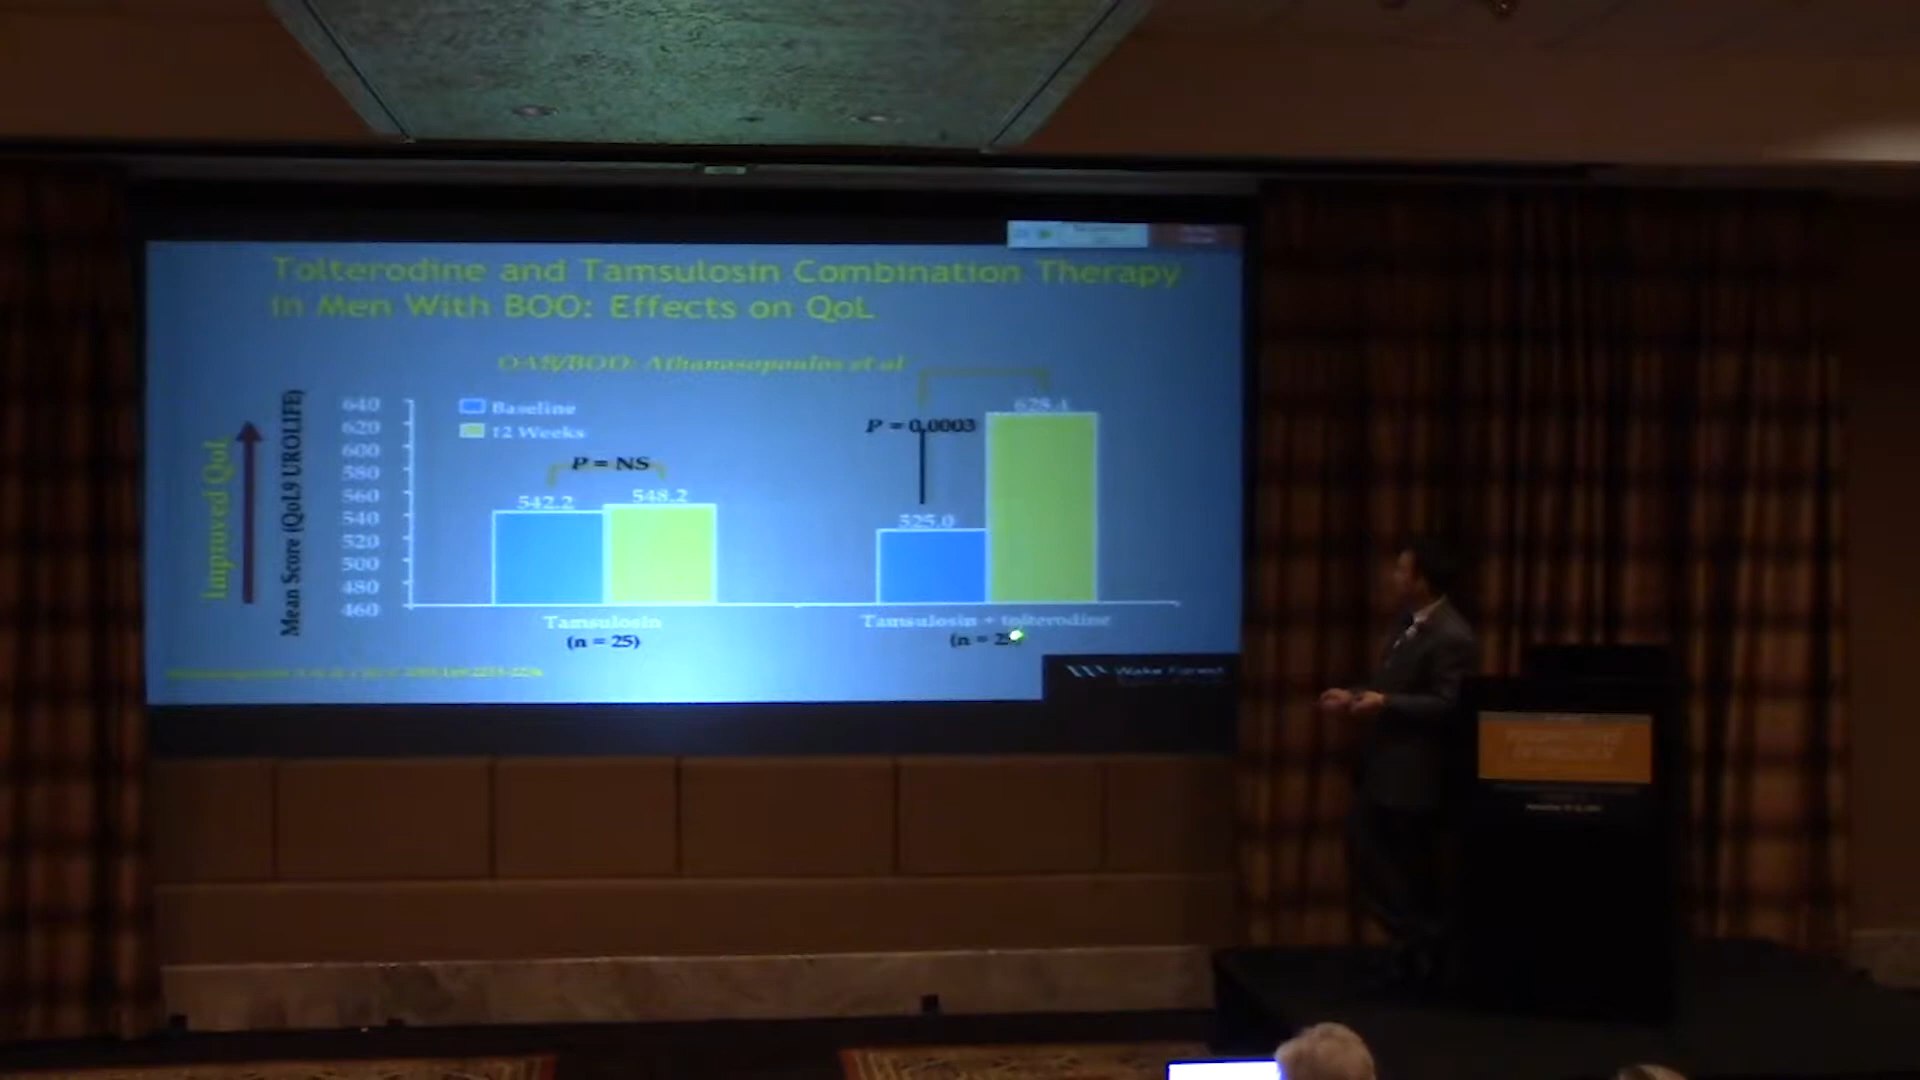 Tolterodine and Tamsulosin Combination Therapy
in Men With BOO: Effects on QoL
OAB/BOO: Athanasopoulos et al
Improved QoL
Mean Score (QoL9 UROLIFE)
640
620
600
580
560
540
520
500
480
460
Baseline
12 Weeks
P = NS
542.2
548.2
P = 0.0003
525.0
628.4
Tamsulosin
(n = 25)
Tamsulosin + tolterodine
(n = 25
Wake Forest